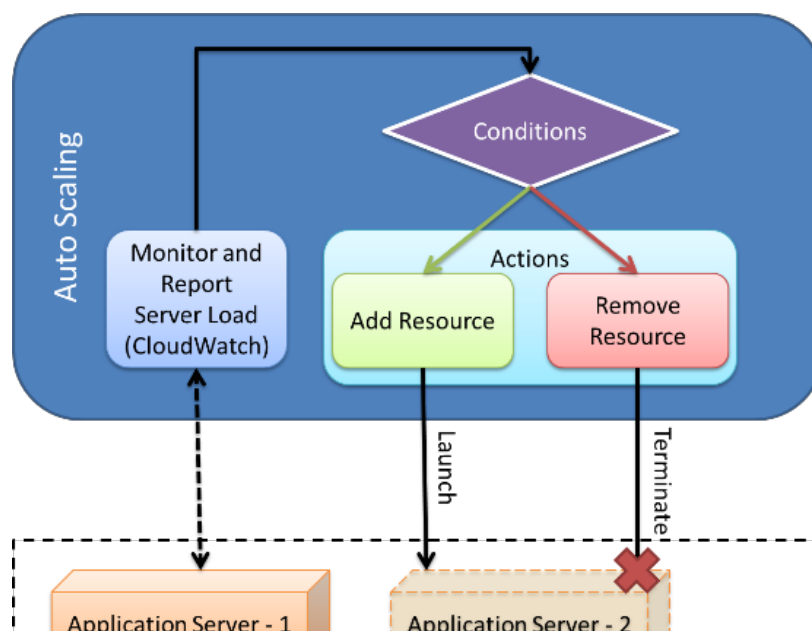 Conditions
Auto Scaling
Monitor and
Report
Server Load
(CloudWatch)
Actions
Add Resource
Remove
Resource
Launch
Terminate
Application Server - 1
Application Server - 2